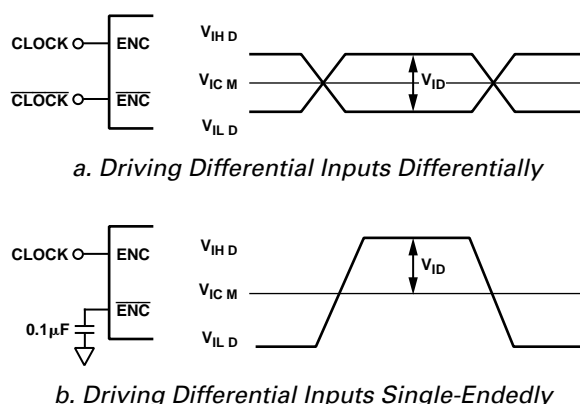 CLOCK ENC V_IH D
V_IC M V_ID
CLOCK ENC
V_IL D
a. Driving Differential Inputs Differentially
CLOCK ENC V_IH D
V_ID
V_IC M
0.1μF ENC
V_IL D
b. Driving Differential Inputs Single-Endedly